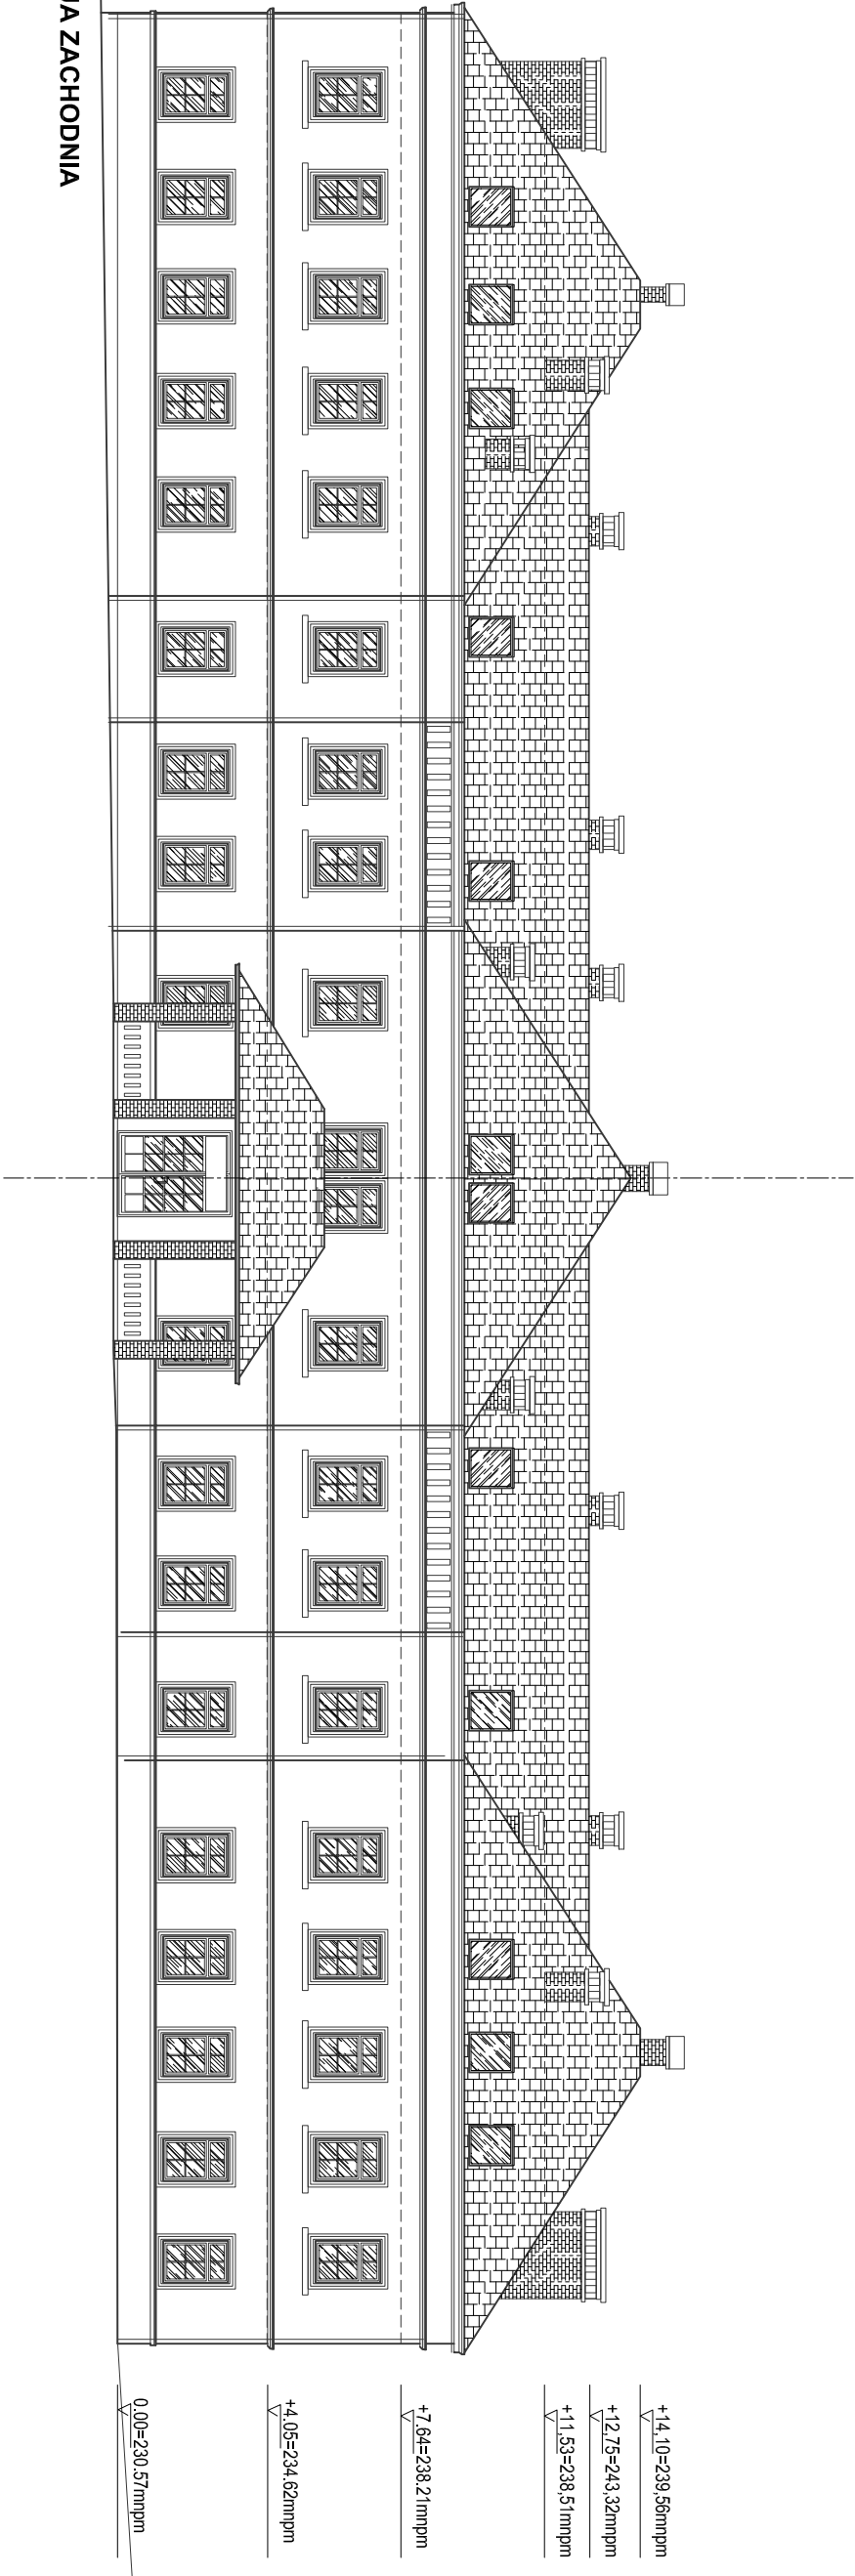 JA ZACHODNIA
+14,10=239,56mnpm
+12,75=243,32mnpm
+11,53=238,51mnpm
+7.64=238.21mnpm
+4.05=234.62mnpm
0.00=230.57mnpm